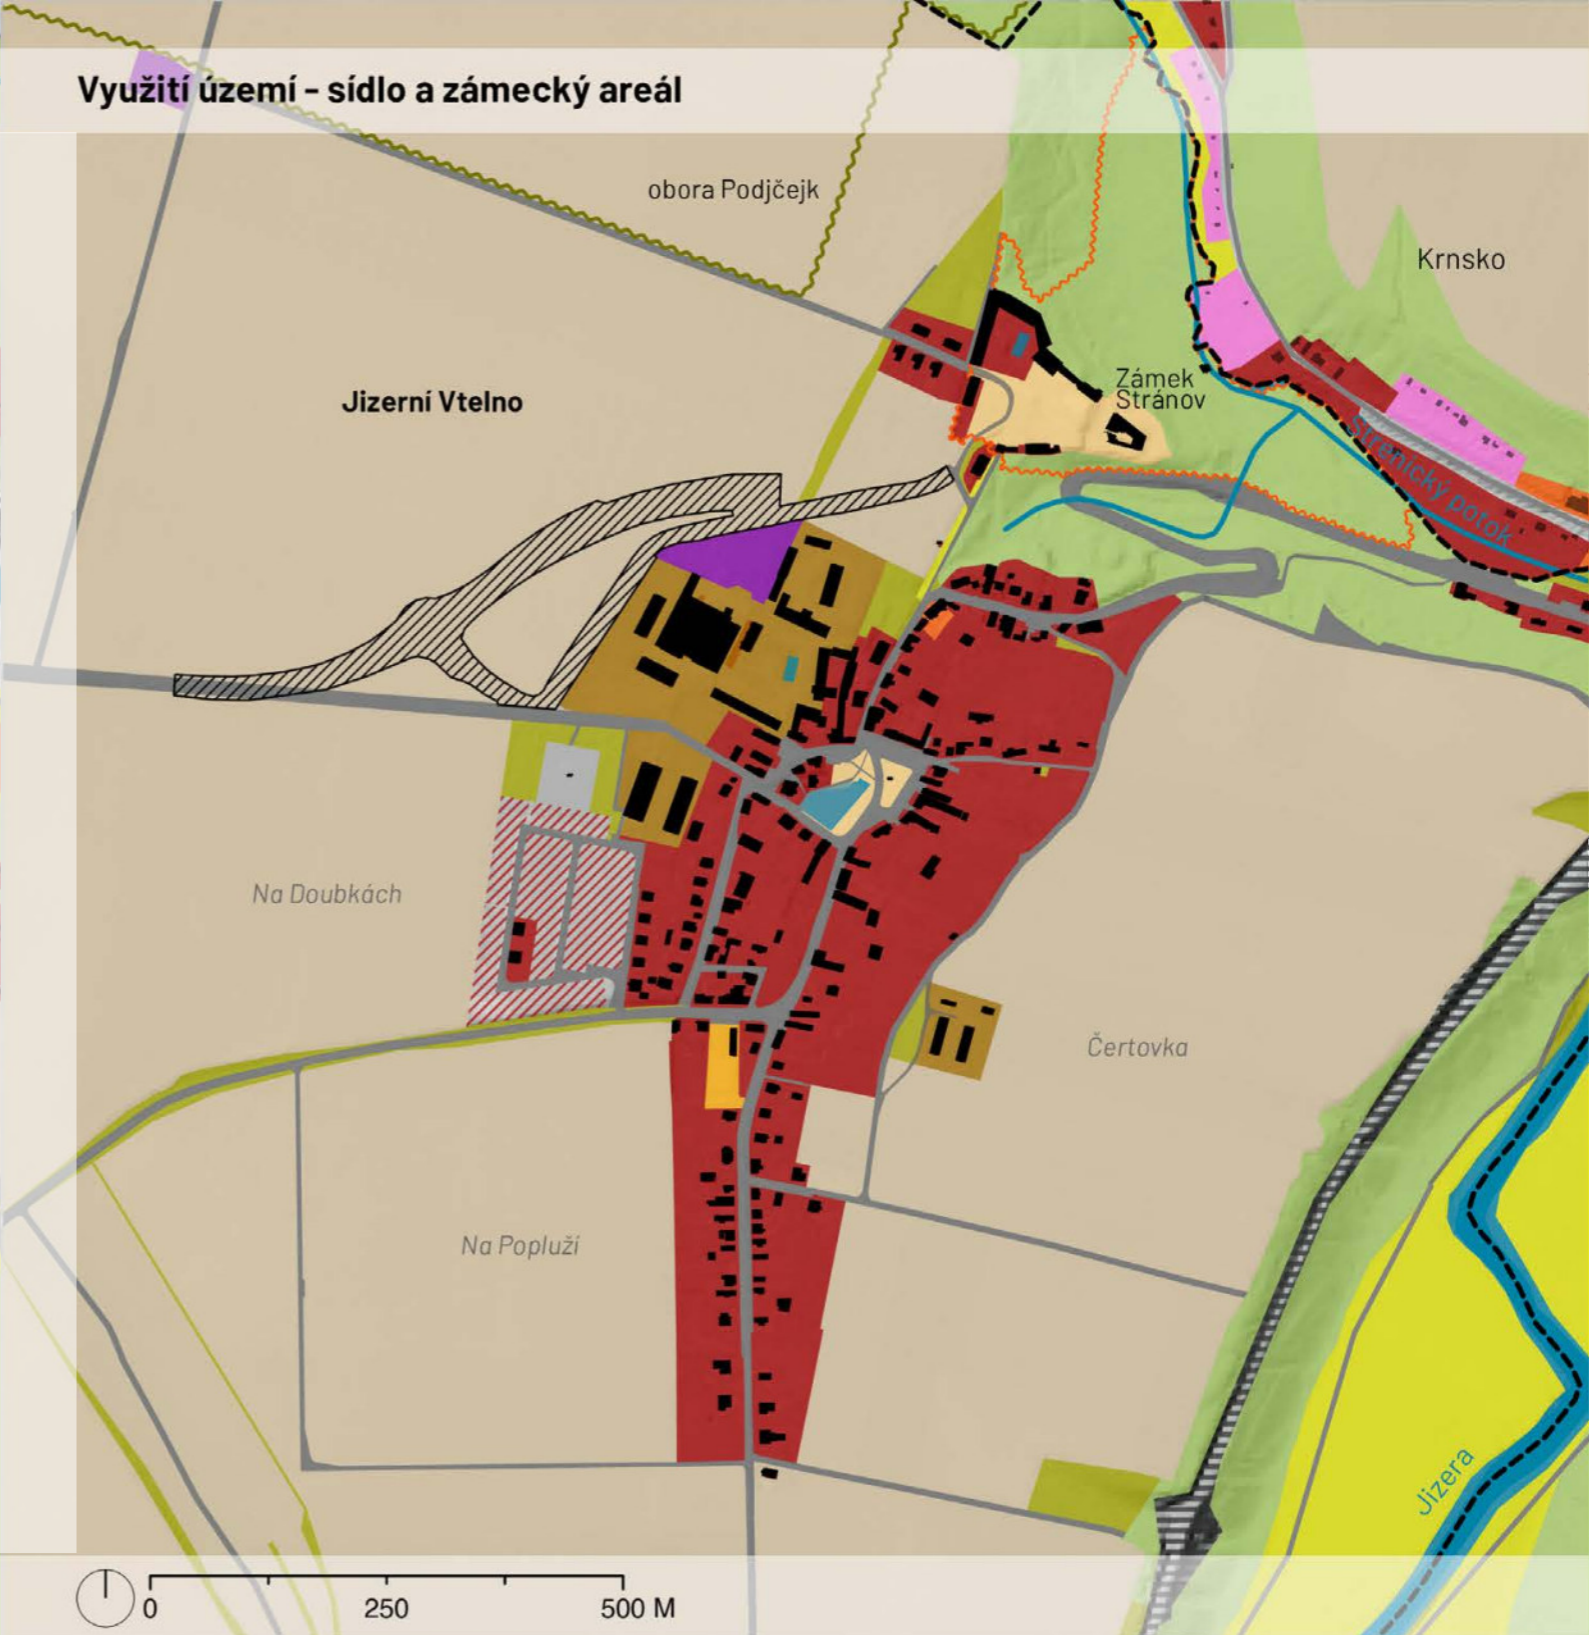 Využití území - sídlo a zámecký areál
obora Podjčejk
Krnsko
Zámek
Stránov
Jizerní Vtelno
Strenický potok
Na Doubkách
Čertovka
Na Popluží
Jizera
0
250
500 M